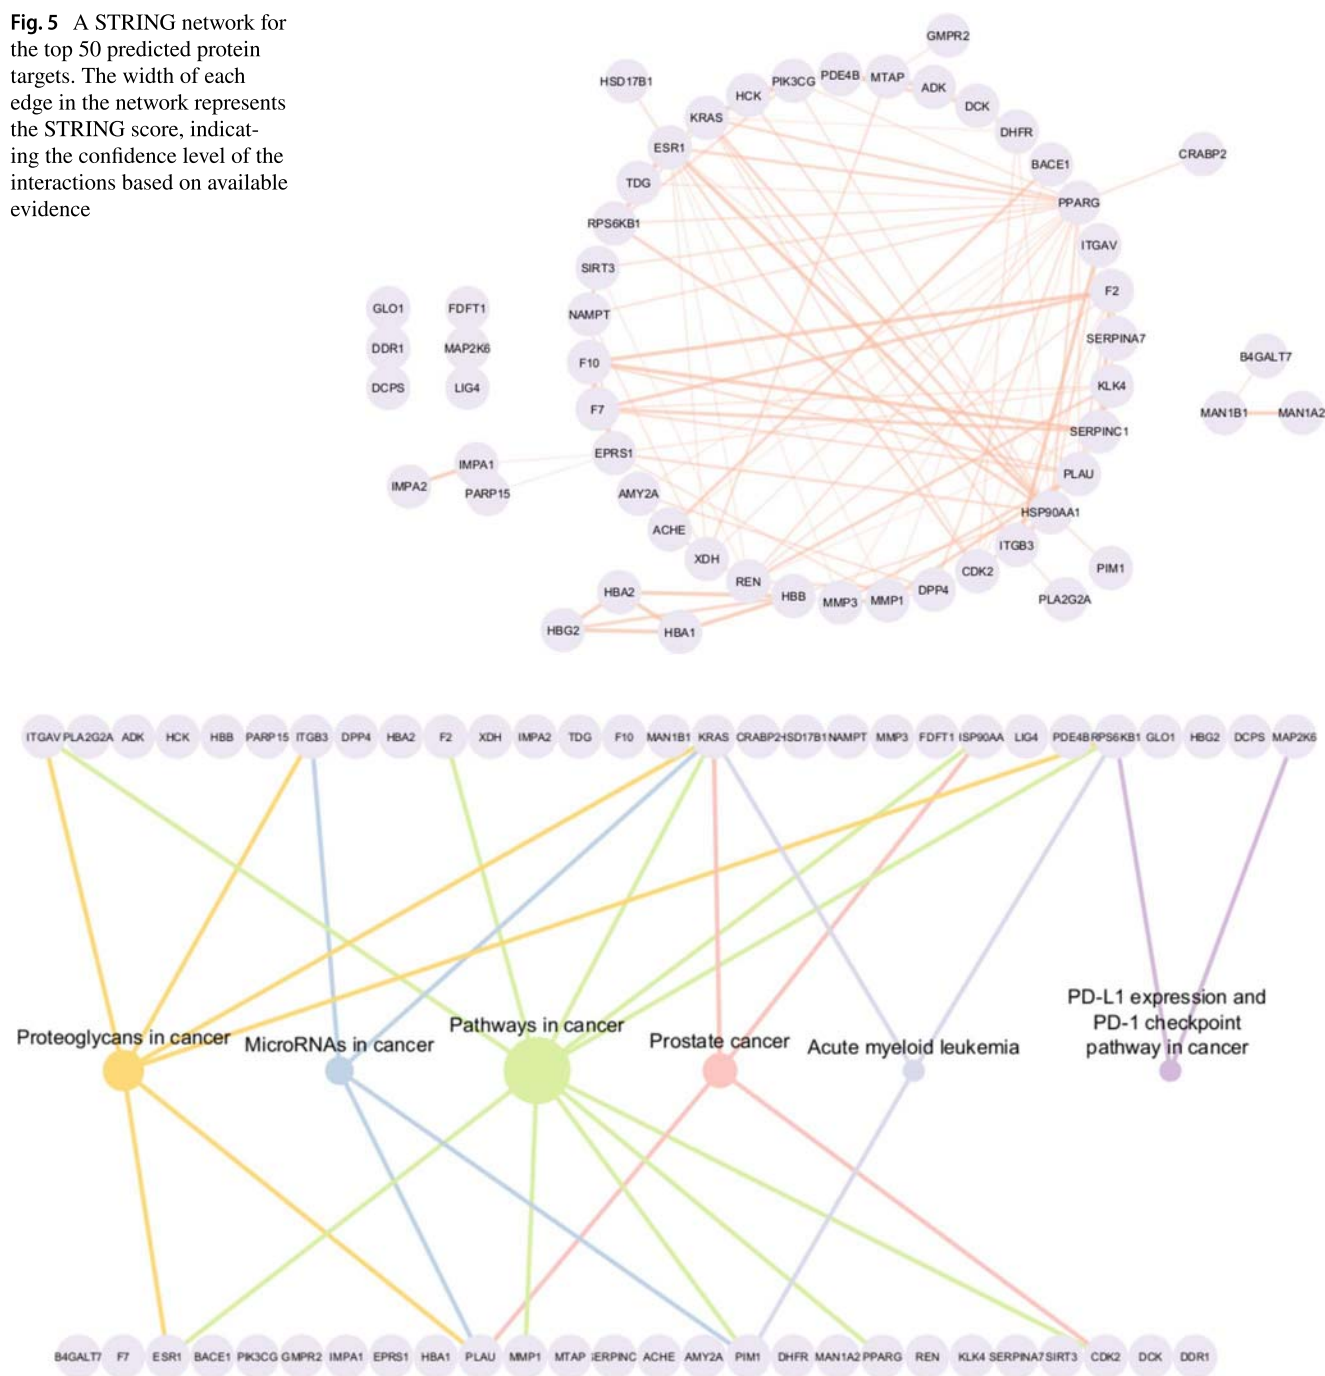 Fig. 5 A STRING network for
the top 50 predicted protein
targets. The width of each
edge in the network represents
the STRING score, indicat-
ing the confidence level of the
interactions based on available
evidence
GMPR2
HSD17B1
PIK3CG
PDE4B
MTAP
ADK
HCK
DCK
KRAS
DHFR
ESR1
BACE1
CRABP2
TDG
PPARG
RPS6KB1
ITGAV
SIRT3
F2
GLO1
FDFT1
NAMPT
SERPINA7
DDR1
MAP2K6
B4GALT7
F10
DCPS
LIG4
KLK4
F7
MAN1B1
MAN1A2
SERPINC1
EPRS1
IMPA1
PLAU
IMPA2
PARP15
AMY2A
HSP90AA1
ACHE
ITGB3
XDH
CDK2
PIM1
REN
DPP4
HBA2
HBB
MMP3
MMP1
PLA2G2A
HBG2
HBA1
ITGAV PLA2G2A ADK HCK HBB PARP15 ITGB3 DPP4 HBA2 F2 XDH IMPA2 TDG F10 MAN1B1 KRAS CRABP2 HSD17B1 NAMPT MMP3 FDFT1 ISP90AA LIG4 PDE4B RPS6KB1 GLO1 HBG2 DCPS MAP2K6
PD-L1 expression and
PD-1 checkpoint
pathway in cancer
Proteoglycans in cancer
MicroRNAs in cancer
Pathways in cancer
Prostate cancer
Acute myeloid leukemia
B4GALT7 F7 ESR1 BACE1 PIK3CG GMPR2 IMPA1 EPRS1 HBA1 PLAU MMP1 MTAP ERPINC ACHE AMY2A PIM1 DHFR MAN1A2 PPARG REN KLK4 SERPINA7 SIRT3 CDK2 DCK DDR1